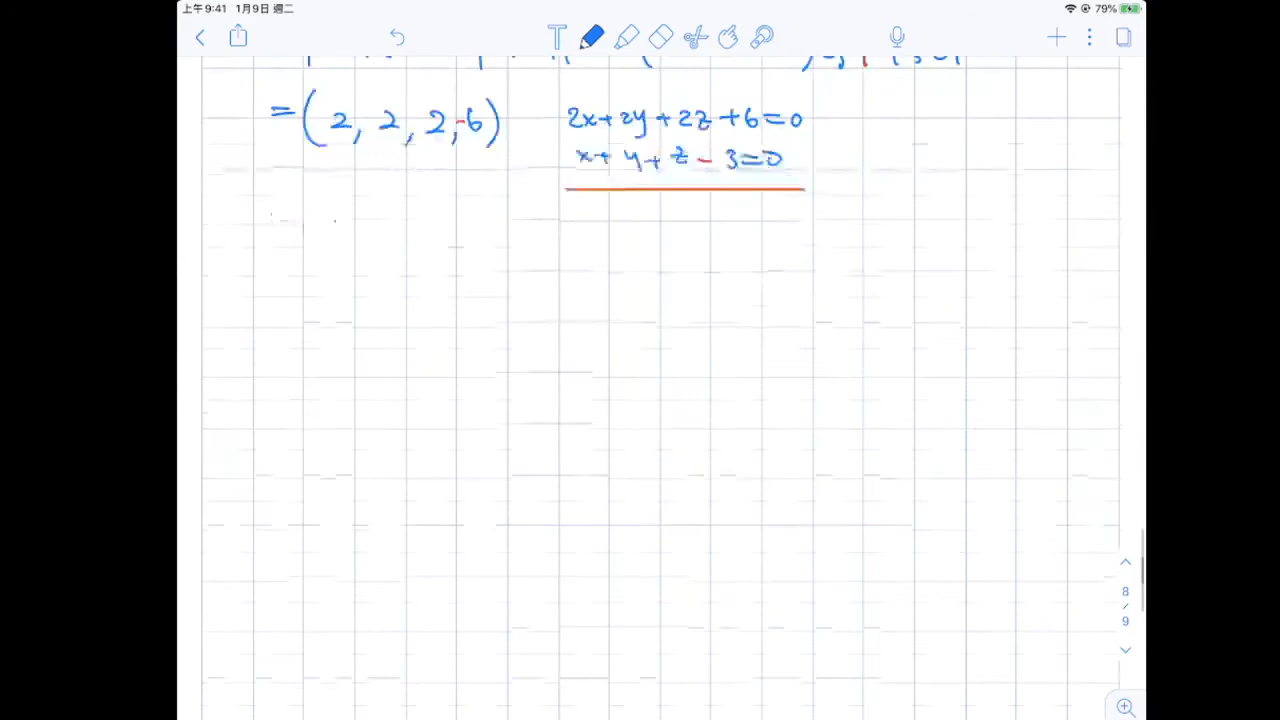 上午9:41 1月9日 週二
79%
= (2, 2, 2, -6) 2x+2y+2z+6=0
x+y+z-3=0
8
/
9